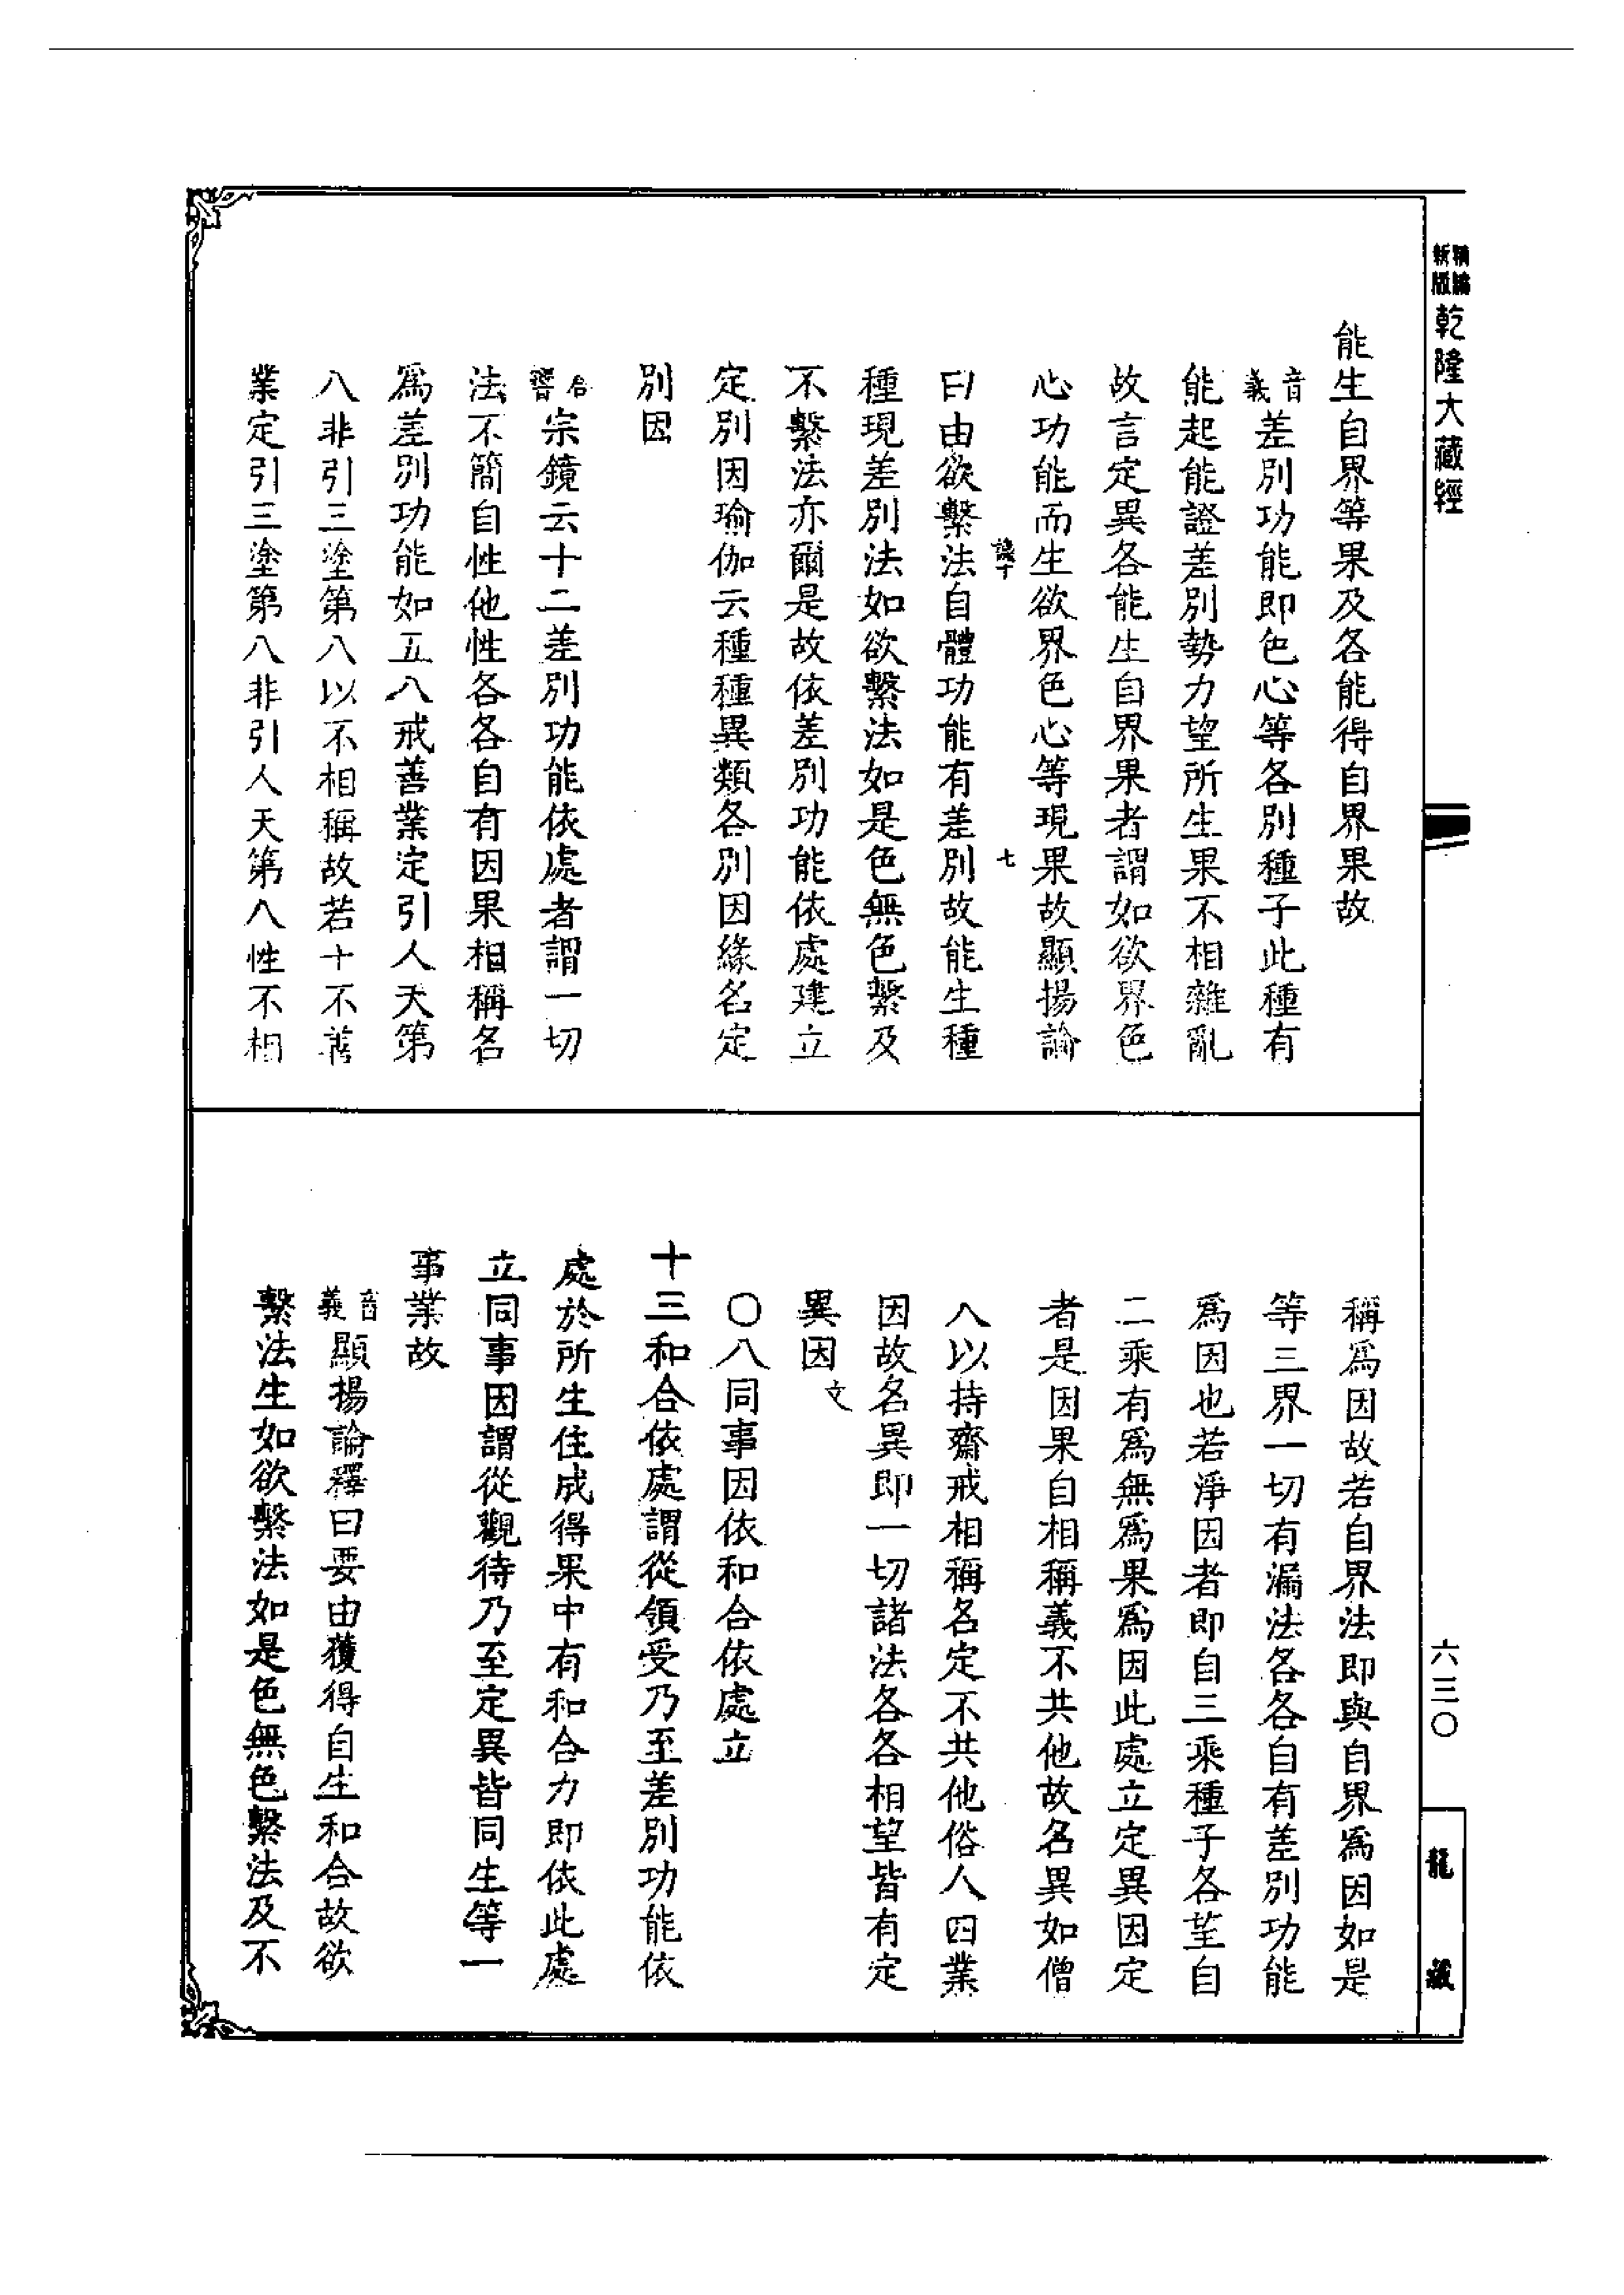 精編
新版
乾隆大藏經
能生自界等果及各能得自界果故
音義差別功能即色心等各別種子此種有
能起能證差別勢力望所生果不相雜亂
故言定異各能生自界果者謂如欲界色
心功能而生欲界色心等現果故顯揚論
七
曰由欲繫法自體功能有差別故能生種
種現差別法如欲繫法如是色無色繫及
不繫法亦爾是故依差別功能依處建立
定別因瑜伽云種種異類各別因緣名定
別因
合響宗鏡云十二差別功能依處者謂一切
法不簡自性他性各各自有因果相稱名
爲差別功能如五八戒善業定引人天第
八非引三塗第八以不相稱故若十不善
業定引三塗第八非引人天第八性不相
稱爲因故若自界法即與自界爲因如是
等三界一切有漏法各各自有差別功能
爲因也若淨因者即自三乘種子各望自
二乘有爲無爲果爲因此處立定異因定
者是因果自相稱義不共他故名異如僧
人以持齋戒相稱名定不共他俗人四業
因故名異即一切諸法各各相望皆有定
異因文
〇八同事因依和合依處立
十三和合依處謂從領受乃至差別功能依
處於所生住成得果中有和合力即依此處
立同事因謂從觀待乃至定異皆同生等一
事業故
音義顯揚論釋曰要由獲得自生和合故欲
繫法生如欲繫法如是色無色繫法及不
六三〇
龍藏